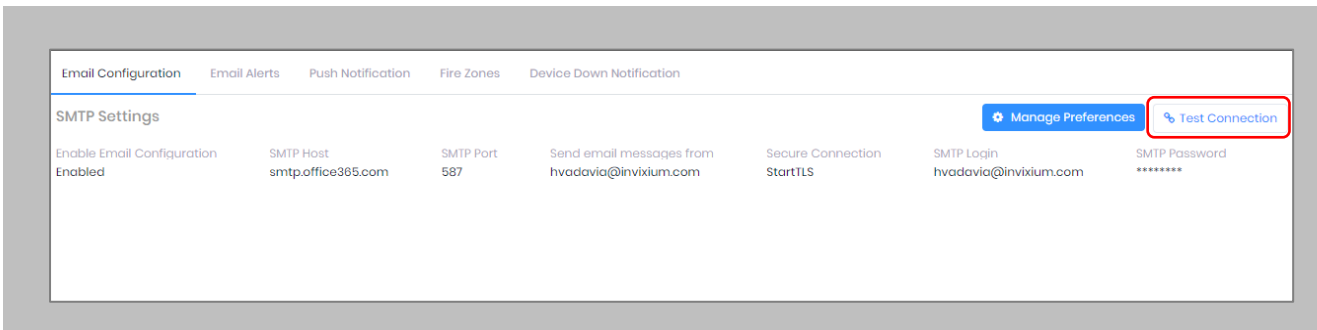 Email Configuration Email Alerts Push Notification Fire Zones Device Down Notification
SMTP Settings Manage Preferences Test Connection
Enable Email Configuration SMTP Host SMTP Port Send email messages from Secure Connection SMTP Login SMTP Password
Enabled smtp.office365.com 587 hvadavia@invixium.com StartTLS hvadavia@invixium.com ********